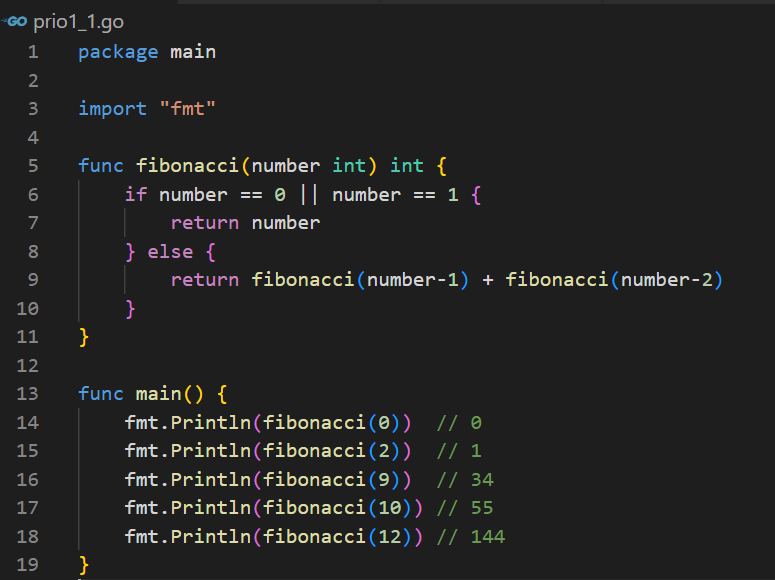 GO prio1_1.go
1 package main
2
3 import "fmt"
4
5 func fibonacci(number int) int {
6     if number == 0 || number == 1 {
7         return number
8     } else {
9         return fibonacci(number-1) + fibonacci(number-2)
10     }
11 }
12
13 func main() {
14     fmt.Println(fibonacci(0))  // 0
15     fmt.Println(fibonacci(2))  // 1
16     fmt.Println(fibonacci(9))  // 34
17     fmt.Println(fibonacci(10)) // 55
18     fmt.Println(fibonacci(12)) // 144
19 }